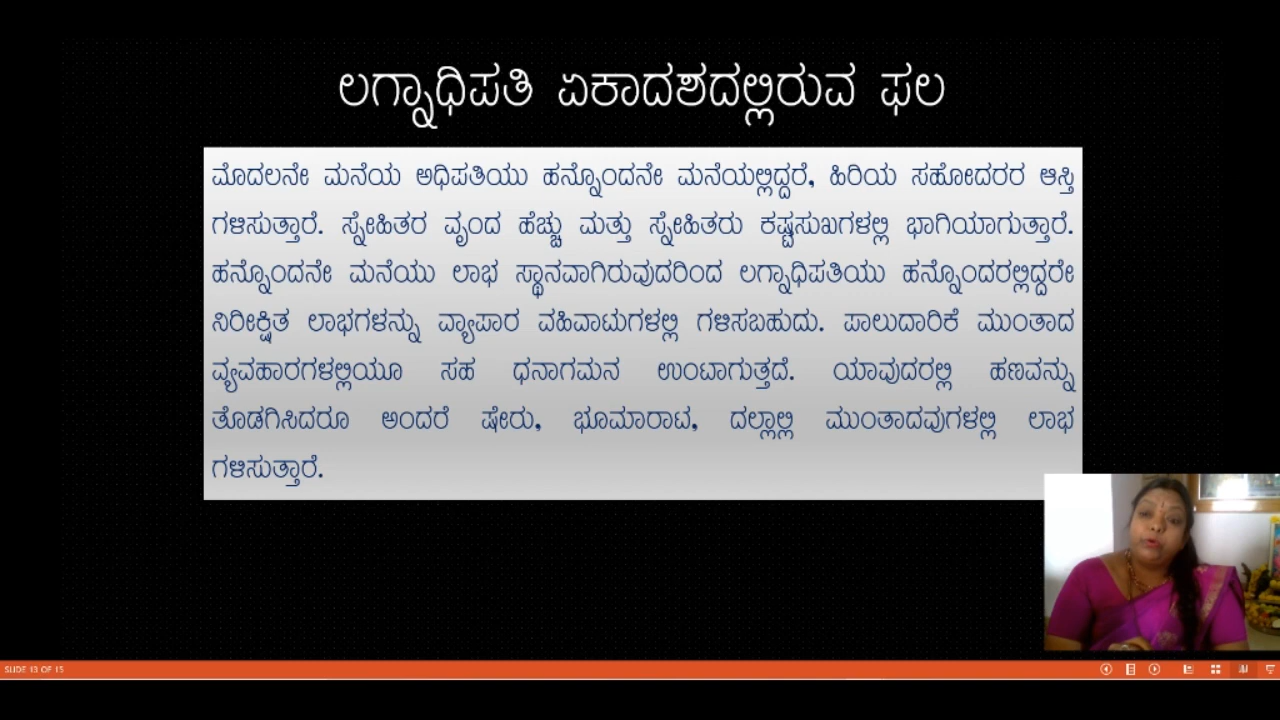 ಲಗ್ನಾಧಿಪತಿ ಏಕಾದಶದಲ್ಲಿರುವ ಫಲ
ಮೊದಲನೇ ಮನೆಯ ಅಧಿಪತಿಯು ಹನ್ನೊಂದನೇ ಮನೆಯಲ್ಲಿದ್ದರೆ, ಹಿರಿಯ ಸಹೋದರರ ಆಸ್ತಿ
ಗಳಿಸುತ್ತಾರೆ. ಸ್ನೇಹಿತರ ವೃಂದ ಹೆಚ್ಚು ಮತ್ತು ಸ್ನೇಹಿತರು ಕಷ್ಟಸುಖಗಳಲ್ಲಿ ಭಾಗಿಯಾಗುತ್ತಾರೆ.
ಹನ್ನೊಂದನೇ ಮನೆಯು ಲಾಭ ಸ್ಥಾನವಾಗಿರುವುದರಿಂದ ಲಗ್ನಾಧಿಪತಿಯು ಹನ್ನೊಂದರಲ್ಲಿದ್ದರೇ
ನಿರೀಕ್ಷಿತ ಲಾಭಗಳನ್ನು ವ್ಯಾಪಾರ ವಹಿವಾಟುಗಳಲ್ಲಿ ಗಳಿಸಬಹುದು. ಪಾಲುದಾರಿಕೆ ಮುಂತಾದ
ವ್ಯವಹಾರಗಳಲ್ಲಿಯೂ ಸಹ ಧನಾಗಮನ ಉಂಟಾಗುತ್ತದೆ. ಯಾವುದರಲ್ಲಿ ಹಣವನ್ನು
ತೊಡಗಿಸಿದರೂ ಅಂದರೆ ಷೇರು, ಭೂಮಾರಾಟ, ದಲ್ಲಾಲ್ಲಿ ಮುಂತಾದವುಗಳಲ್ಲಿ ಲಾಭ
ಗಳಿಸುತ್ತಾರೆ.
SLIDE 13 OF 15